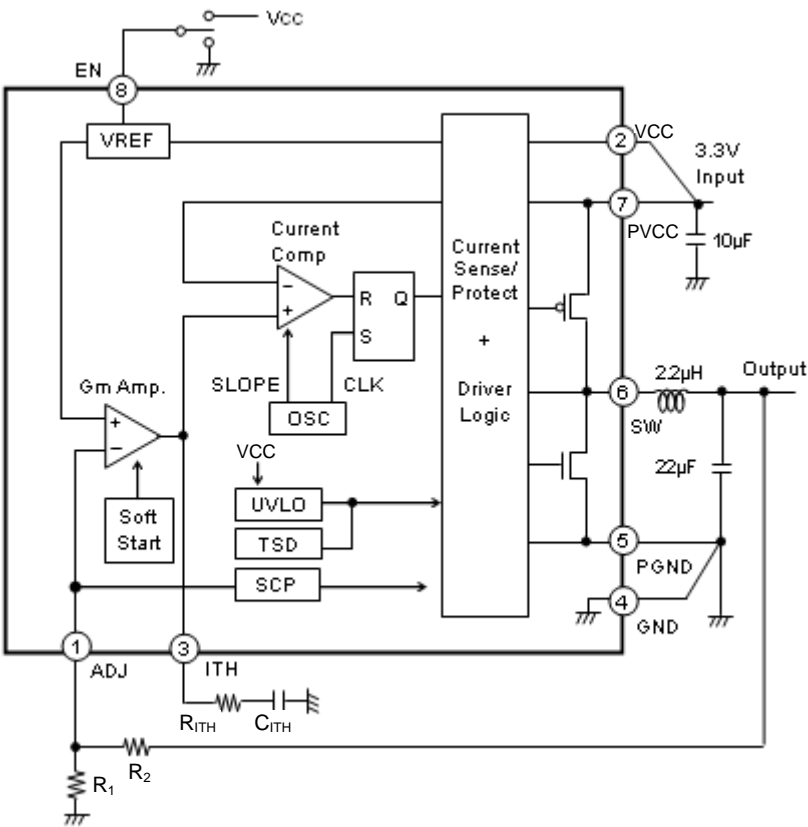 VCC
EN
8
VREF
2
VCC
3.3V
Input
7
PVCC
10µF
Current
Comp
−
+
R Q
S
Current
Sense/
Protect
+
Driver
Logic
SLOPE
CLK
OSC
Gm Amp.
+
−
2.2µH
Output
6
SW
22µF
VCC
UVLO
TSD
SCP
Soft
Start
5
PGND
4
GND
1
ADJ
3
ITH
RITH
CITH
R2
R1